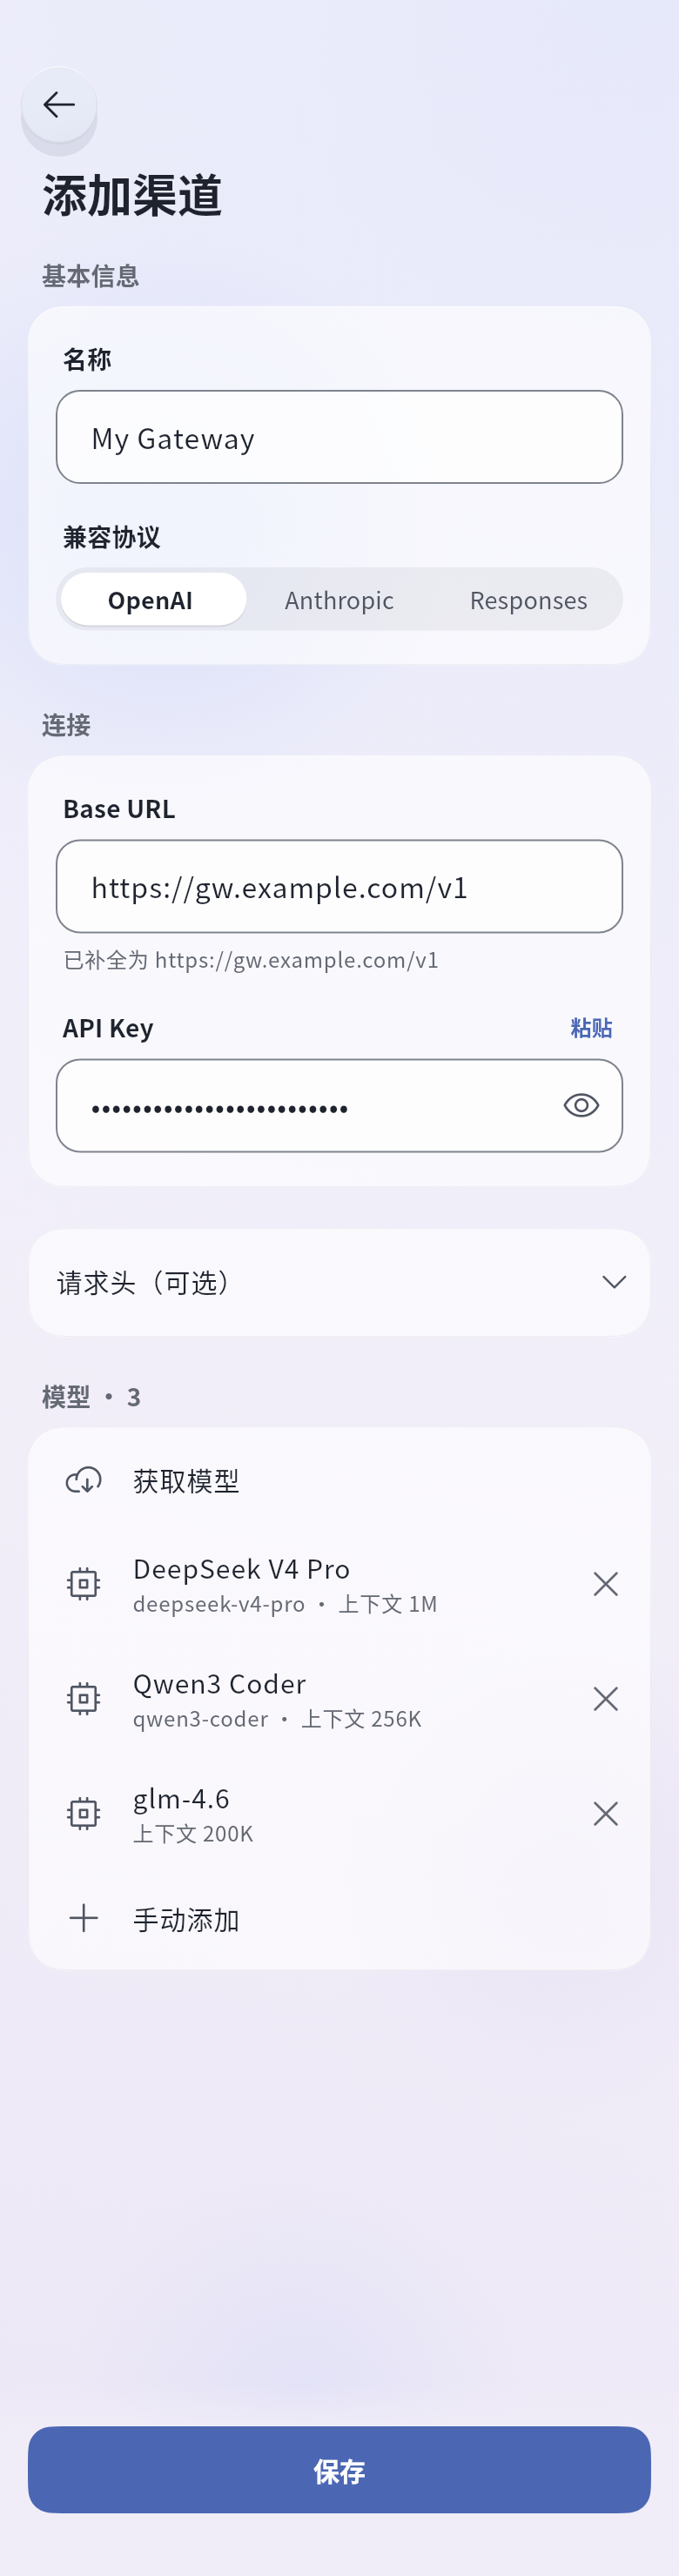 添加渠道
基本信息
名称
My Gateway
兼容协议
OpenAI Anthropic Responses
连接
Base URL
https://gw.example.com/v1
已补全为 https://gw.example.com/v1
API Key 粘贴
•••••••••••••••••••••••••
请求头（可选）
模型 · 3
获取模型
DeepSeek V4 Pro
deepseek-v4-pro · 上下文 1M
Qwen3 Coder
qwen3-coder · 上下文 256K
glm-4.6
上下文 200K
手动添加
保存